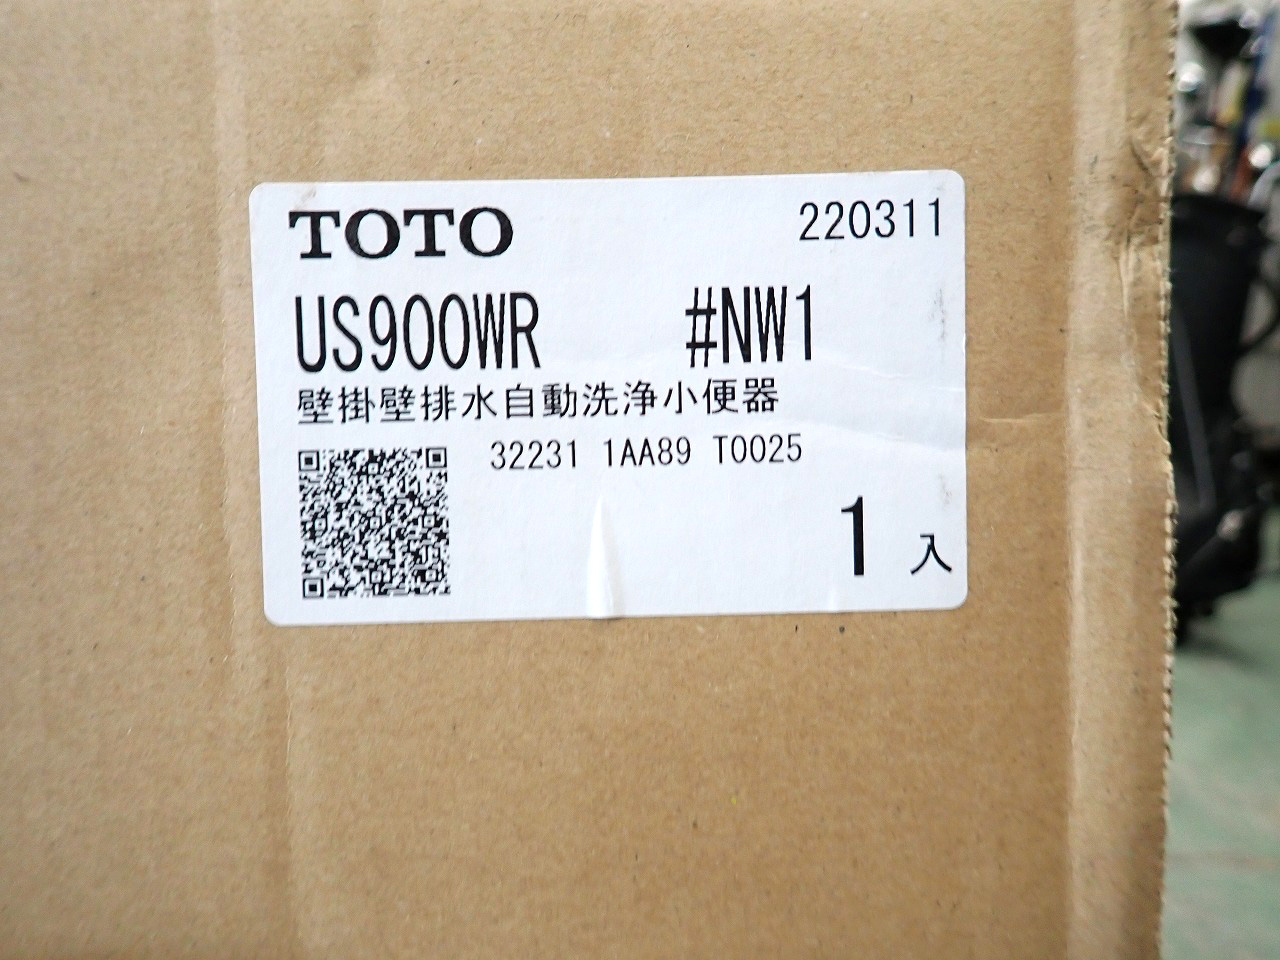 TOTO 220311
US900WR #NW1
壁掛壁排水自動洗浄小便器
32231 1AA89 T0025
1 入